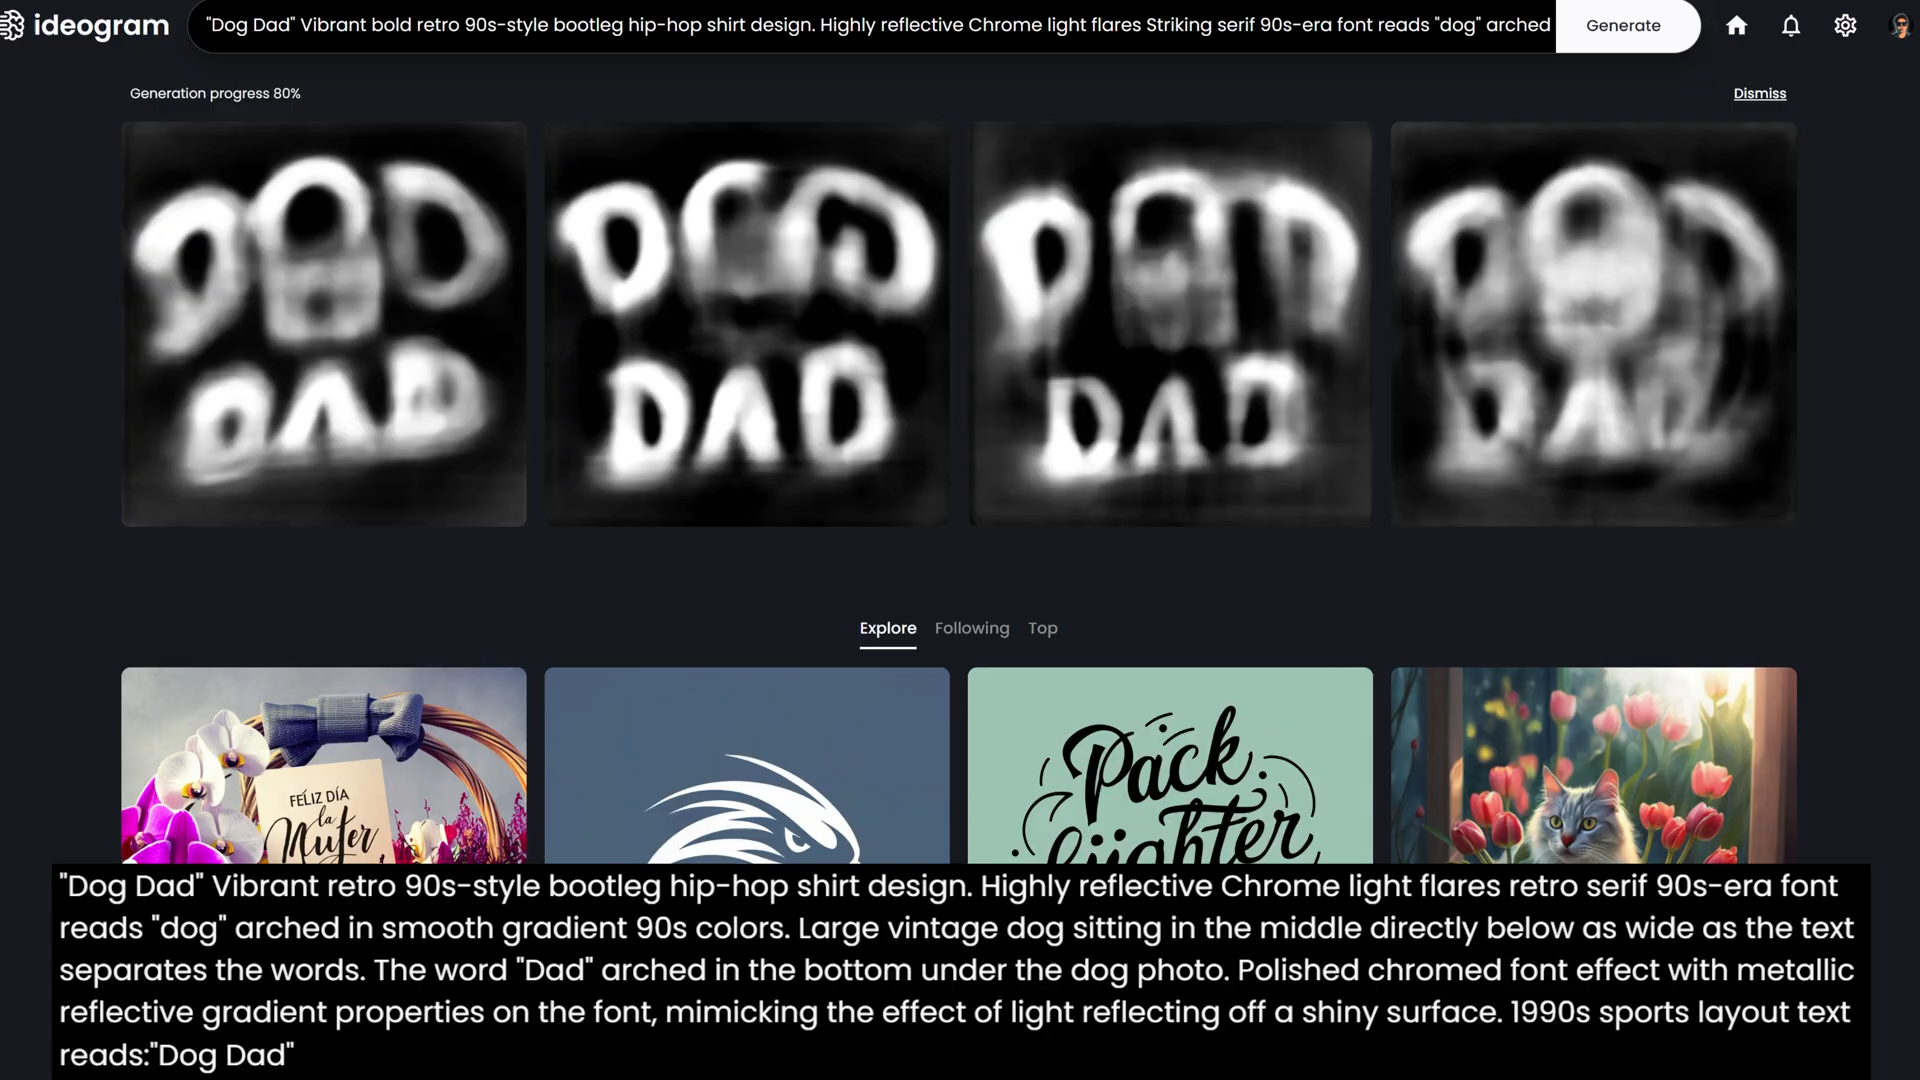 ideogram
"Dog Dad" Vibrant bold retro 90s-style bootleg hip-hop shirt design. Highly reflective Chrome light flares Striking serif 90s-era font reads "dog" arched
Generate
Generation progress 80%
Dismiss
DAD
DAD
DAD
DAD
Explore Following Top
FELIZ DÍA
la
Mujer
Pack
liighter
"Dog Dad" Vibrant retro 90s-style bootleg hip-hop shirt design. Highly reflective Chrome light flares retro serif 90s-era font
reads "dog" arched in smooth gradient 90s colors. Large vintage dog sitting in the middle directly below as wide as the text
separates the words. The word "Dad" arched in the bottom under the dog photo. Polished chromed font effect with metallic
reflective gradient properties on the font, mimicking the effect of light reflecting off a shiny surface. 1990s sports layout text
reads:"Dog Dad"